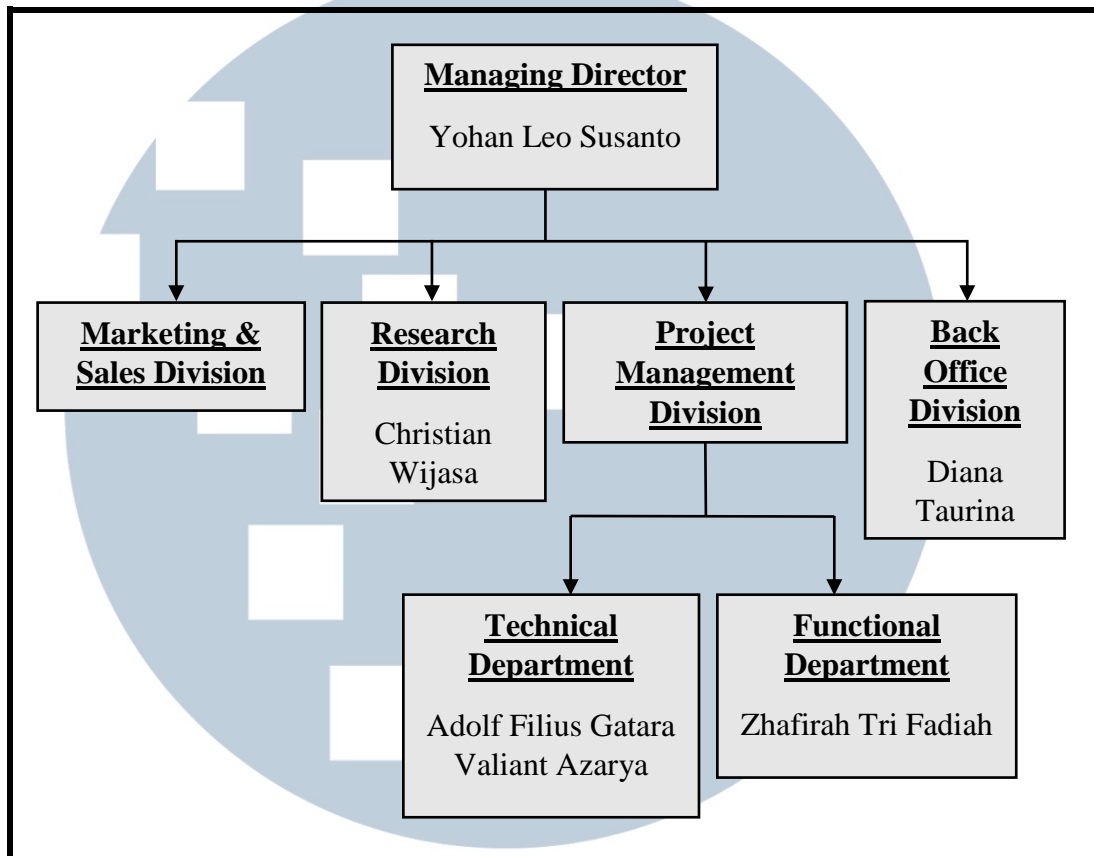 Managing Director
Yohan Leo Susanto
Marketing &
Sales Division
Research
Division
Christian
Wijasa
Project
Management
Division
Back
Office
Division
Diana
Taurina
Technical
Department
Adolf Filius Gatara
Valiant Azarya
Functional
Department
Zhafirah Tri Fadiah